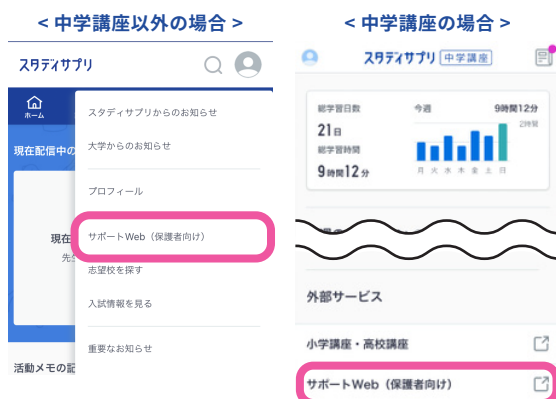 < 中学講座以外の場合 >
スタディサプリ
ホーム
現在配信中の
現在
先
活動メモの記
スタディサプリからのお知らせ
大学からのお知らせ
プロフィール
サポートWeb（保護者向け）
志望校を探す
入試情報を見る
重要なお知らせ
< 中学講座の場合 >
スタディサプリ 中学講座
総学習日数
21日
総学習時間
9時間12分
今週
9時間12分
2時間
月 火 水 木 金 土 日
外部サービス
小学講座・高校講座
サポートWeb（保護者向け）